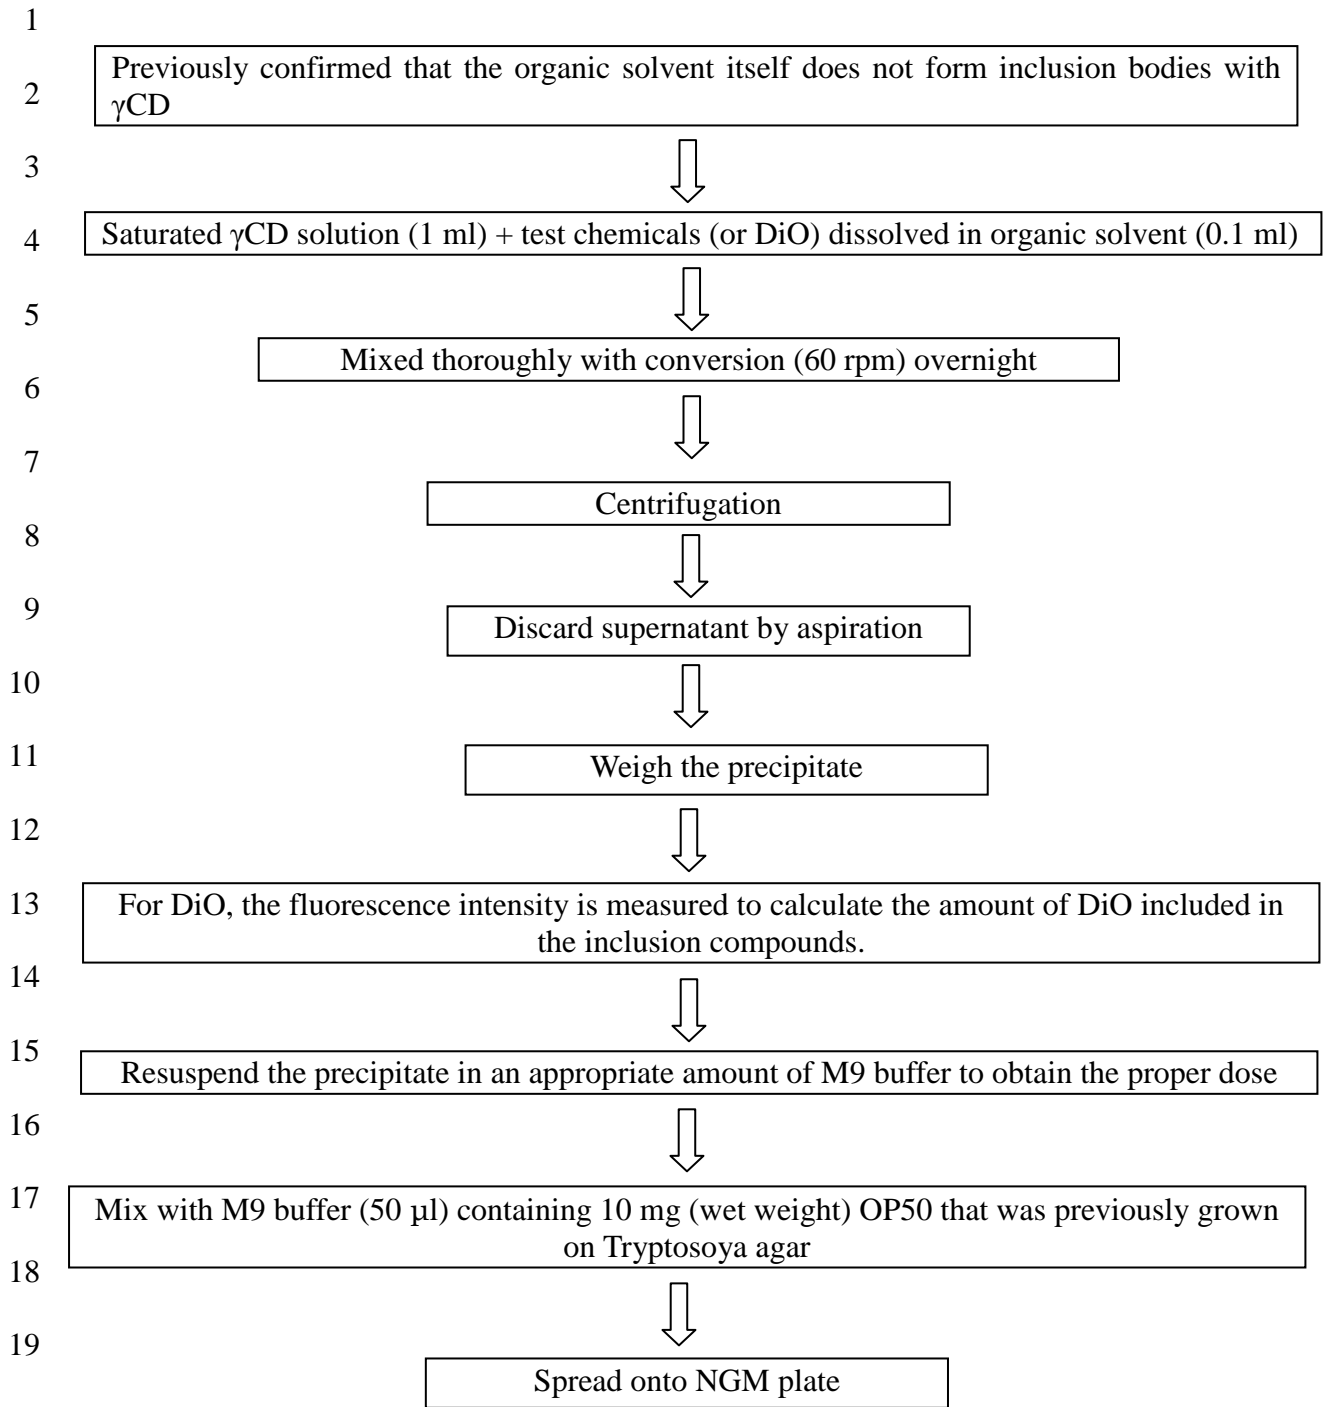 1
Previously confirmed that the organic solvent itself does not form inclusion bodies with
2
γCD
3
4
Saturated γCD solution (1 ml) + test chemicals (or DiO) dissolved in organic solvent (0.1 ml)
5
Mixed thoroughly with conversion (60 rpm) overnight
6
7
Centrifugation
8
9
Discard supernatant by aspiration
10
11
Weigh the precipitate
12
13
For DiO, the fluorescence intensity is measured to calculate the amount of DiO included in
the inclusion compounds.
14
15
Resuspend the precipitate in an appropriate amount of M9 buffer to obtain the proper dose
16
17
Mix with M9 buffer (50 µl) containing 10 mg (wet weight) OP50 that was previously grown
on Tryptosoya agar
18
19
Spread onto NGM plate